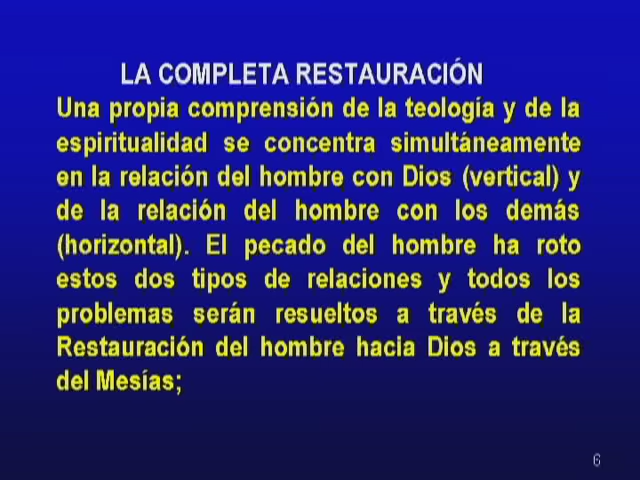 LA COMPLETA RESTAURACIÓN
Una propia comprensión de la teología y de la
espiritualidad se concentra simultáneamente
en la relación del hombre con Dios (vertical) y
de la relación del hombre con los demás
(horizontal). El pecado del hombre ha roto
estos dos tipos de relaciones y todos los
problemas serán resueltos a través de la
Restauración del hombre hacia Dios a través
del Mesías;
6